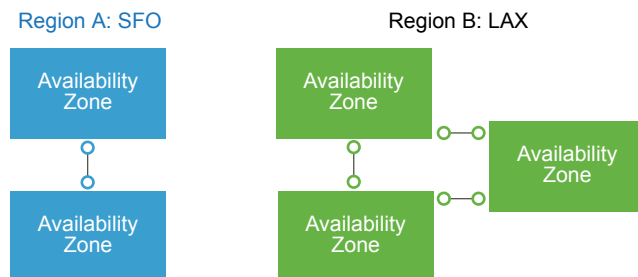 Region A: SFO
Region B: LAX
Availability
Zone
Availability
Zone
Availability
Zone
Availability
Zone
Availability
Zone